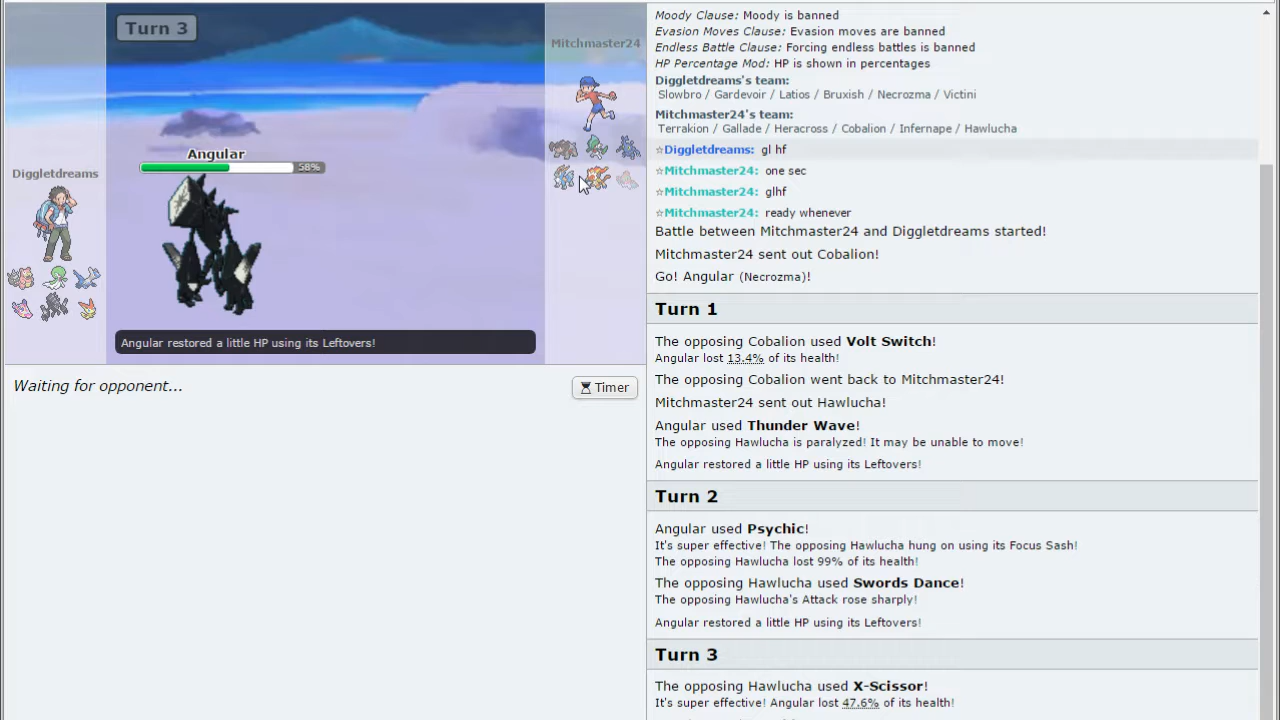 Turn 3
Mitchmaster24
Angular
58%
Diggletdreams
Angular restored a little HP using its Leftovers!
Waiting for opponent...
Timer
Moody Clause: Moody is banned
Evasion Moves Clause: Evasion moves are banned
Endless Battle Clause: Forcing endless battles is banned
HP Percentage Mod: HP is shown in percentages
Diggletdreams's team:
Slowbro / Gardevoir / Latios / Bruxish / Necrozma / Victini
Mitchmaster24's team:
Terrakion / Gallade / Heracross / Cobalion / Infernape / Hawlucha
☆Diggletdreams: gl hf
☆Mitchmaster24: one sec
☆Mitchmaster24: glhf
☆Mitchmaster24: ready whenever
Battle between Mitchmaster24 and Diggletdreams started!
Mitchmaster24 sent out Cobalion!
Go! Angular (Necrozma)!
Turn 1
The opposing Cobalion used Volt Switch!
Angular lost 13.4% of its health!
The opposing Cobalion went back to Mitchmaster24!
Mitchmaster24 sent out Hawlucha!
Angular used Thunder Wave!
The opposing Hawlucha is paralyzed! It may be unable to move!
Angular restored a little HP using its Leftovers!
Turn 2
Angular used Psychic!
It's super effective! The opposing Hawlucha hung on using its Focus Sash!
The opposing Hawlucha lost 99% of its health!
The opposing Hawlucha used Swords Dance!
The opposing Hawlucha's Attack rose sharply!
Angular restored a little HP using its Leftovers!
Turn 3
The opposing Hawlucha used X-Scissor!
It's super effective! Angular lost 47.6% of its health!